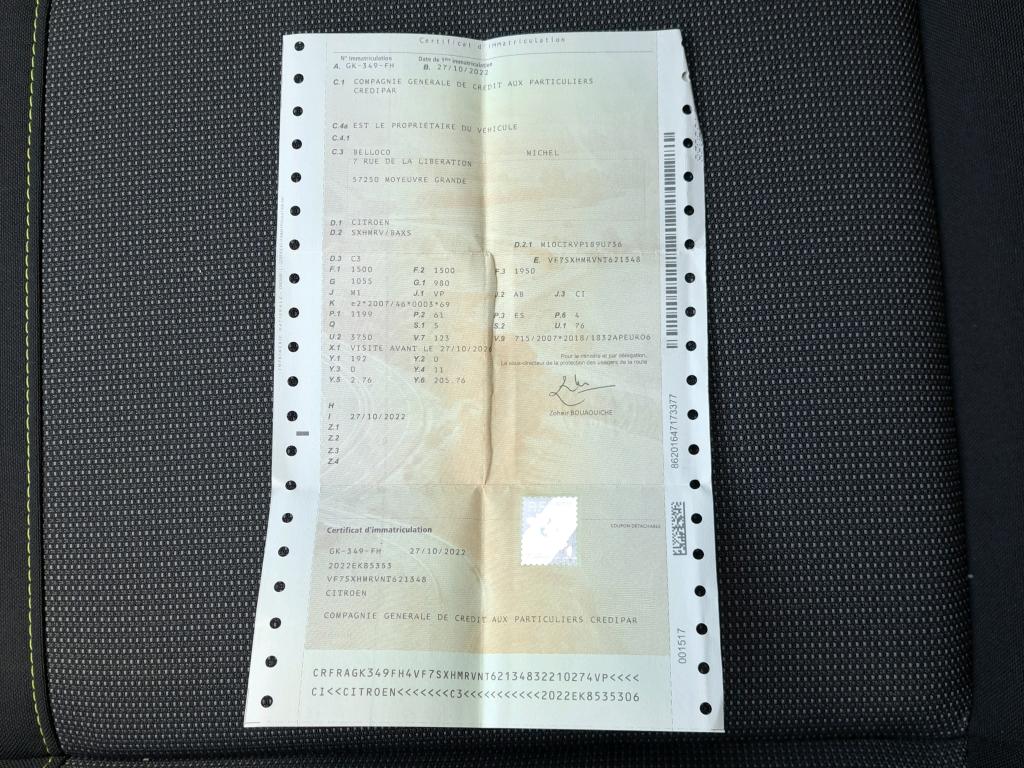 Certificat d'immatriculation
N° immatriculation Date de 1ère immatriculation
A. GK-349-FH B. 27/10/2022
C.1 COMPAGNIE GENERALE DE CREDIT AUX PARTICULIERS
CREDIPAR
C.4a EST LE PROPRIÉTAIRE DU VEHICULE
C.4.1
C.3 BELLOCO MICHEL
7 RUE DE LA LIBERATION
57250 MOYEUVRE GRANDE
D.1 CITROEN
D.2 SXHMRV/BAXS
D.2.1 M10CTRVP189U736
D.3 C3 E. VF7SXHMRVNT621348
F.1 1500 F.2 1500 F.3 1950
G 1055 G.1 980
J M1 J.1 VP J.2 AB J.3 CI
K e2*2007/46*0003*69
P.1 1199 P.2 61 P.3 ES P.6 4
Q S.1 5 S.2 U.1 76
U.2 3750 V.7 123 V.9 715/2007*2018/1832APEURO6
X.1 VISITE AVANT LE 27/10/2026
Y.1 192 Y.2 0
Y.3 0 Y.4 11
Y.5 2.76 Y.6 205.76
Pour le ministre et par délégation,
La sous-directeur de la protection des usagers de la route
Zoheir BOUAOUICHE
H
I 27/10/2022
Z.1
Z.2
Z.3
Z.4
86201647173377
Certificat d'immatriculation COUPON DÉTACHABLE
GK-349-FH 27/10/2022
2022EK85353
VF7SXHMRVNT621348
CITROEN
COMPAGNIE GENERALE DE CREDIT AUX PARTICULIERS CREDIPAR
001517
CRFRAGK349FH4VF7SXHMRVNT62134832210274VP<<<<
CI<<CITROEN<<<<<<<C3<<<<<<<<<<<2022EK8535306